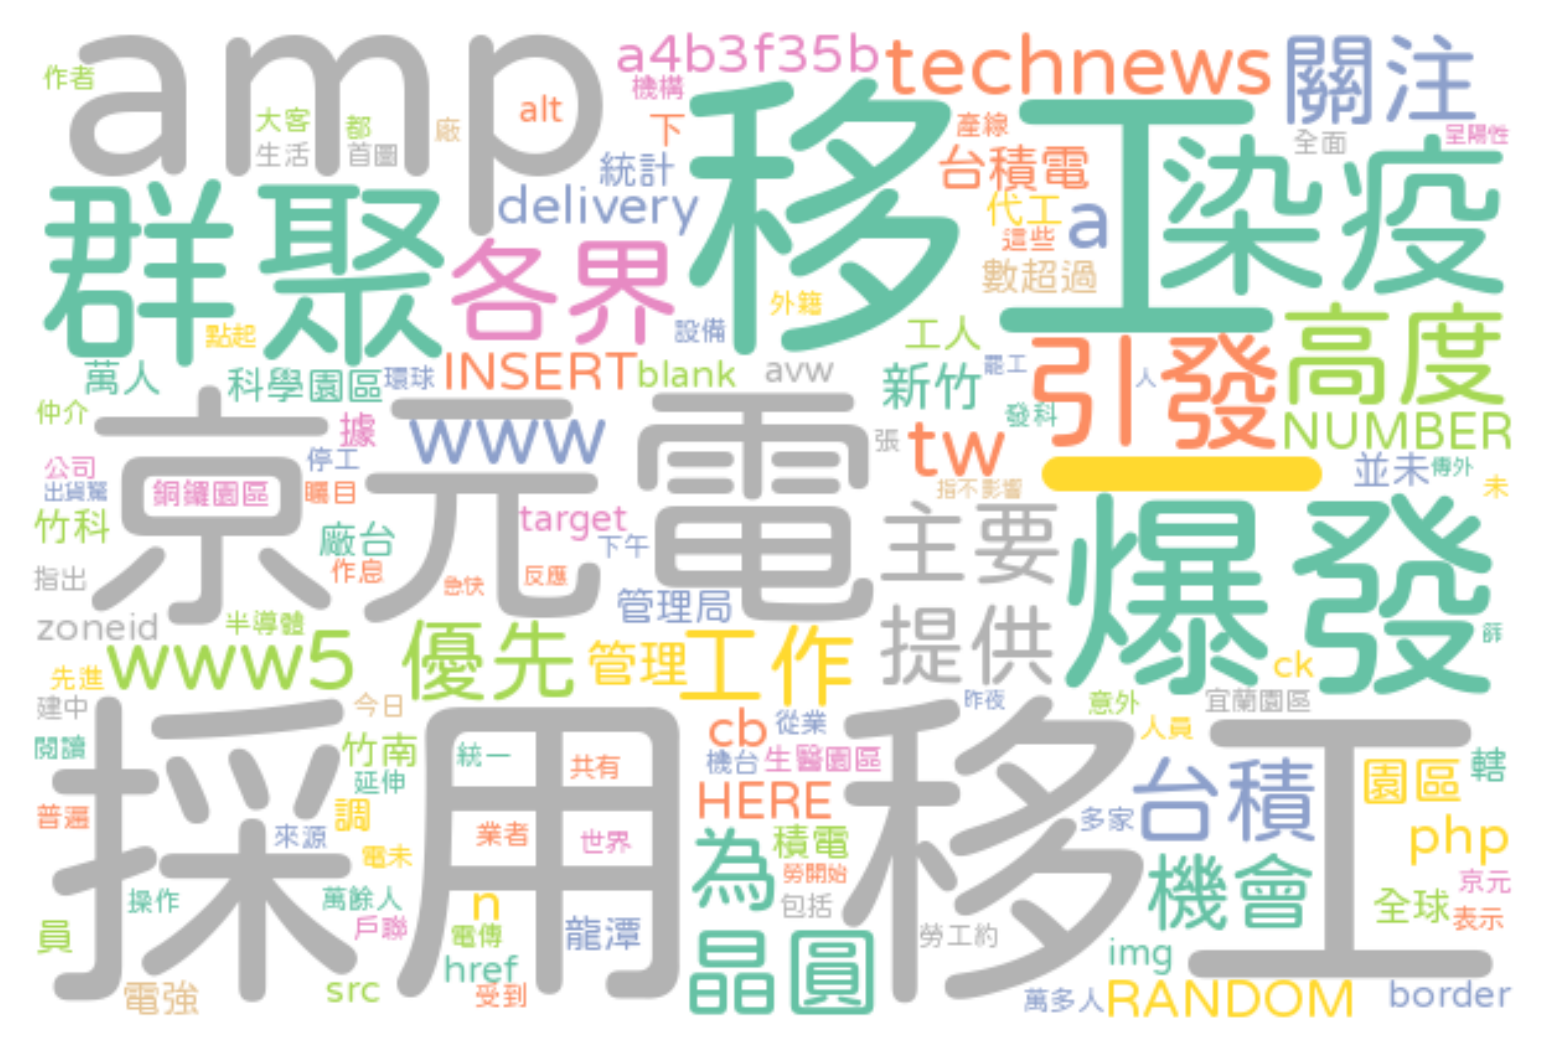 作者
amp
大客
都
生活
首圖
廠
alt
a4b3f35b
機構
下
technews
關注
產線
全面
呈陽性
統計
台積電
delivery
代工
a
這些
數超過
群聚
各界
移工
染疫
外籍
點起
設備
工人
引發
高度
萬人
科學園區
環球
INSERT
blank
avw
新竹
罷工
人
發科
NUMBER
仲介
據
www
張
tw
一
並未
傳外
公司
停工
出貨驚
銅鑼園區
矚目
指不影響
未
京元電
竹科
target
廠台
下午
主要
爆發
指出
作息
急快
反應
管理局
zoneid
半導體
提供
篩
www5
優先
管理
工作
ck
先進
建中
今日
昨夜
意外
宜蘭園區
採用
移工
cb
從業
人員
閱讀
竹南
統一
機台
生醫園區
共有
台積
園區
轄
延伸
HERE
普遍
調
多家
來源
業者
世界
為
積電
php
電未
勞開始
機會
京元
操作
萬餘人
n
包括
全球
表示
員
戶聯
電傳
龍潭
勞工約
晶圓
href
img
電強
src
受到
萬多人
RANDOM
border